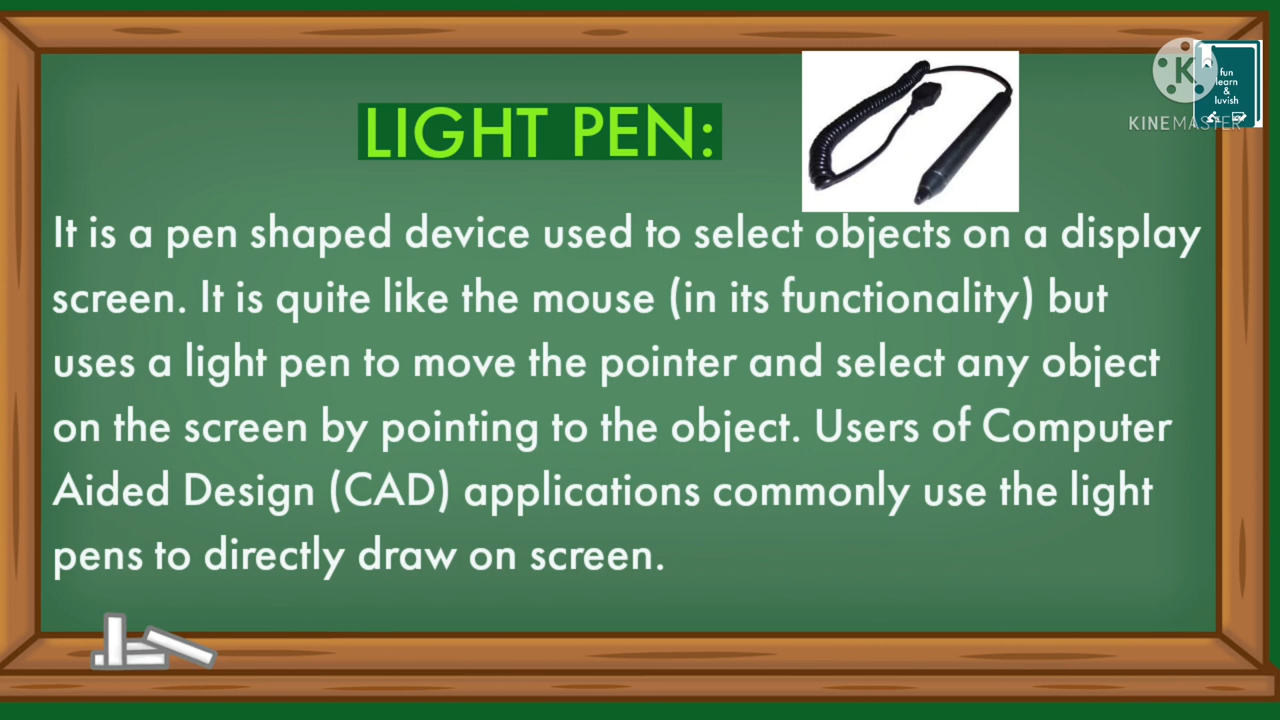 LIGHT PEN:
K
fun
learn
&
luvish
KINEMASTER
It is a pen shaped device used to select objects on a display
screen. It is quite like the mouse (in its functionality) but
uses a light pen to move the pointer and select any object
on the screen by pointing to the object. Users of Computer
Aided Design (CAD) applications commonly use the light
pens to directly draw on screen.